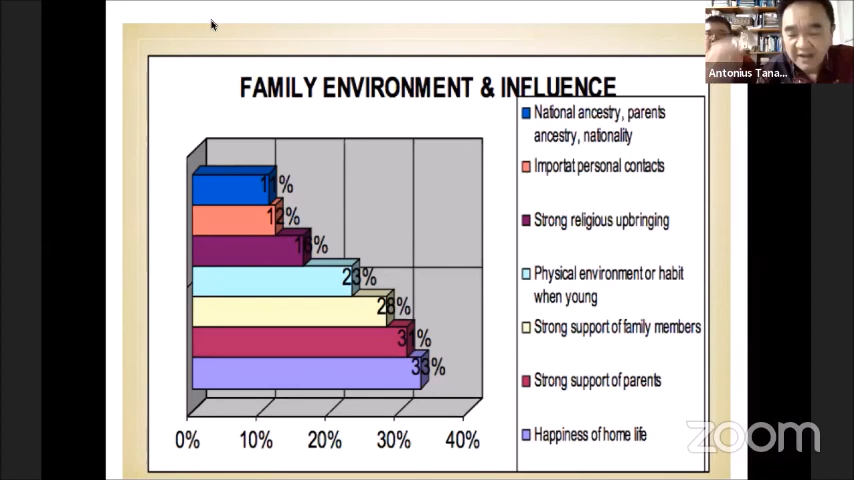 Antonius Tana...
FAMILY ENVIRONMENT & INFLUENCE
National ancestry, parents
ancestry, nationality
Importat personal contacts
Strong religious upbringing
Physical environment or habit
when young
Strong support of family members
Strong support of parents
Happiness of home life
11%
12%
16%
23%
28%
31%
33%
0% 10% 20% 30% 40%
zoom